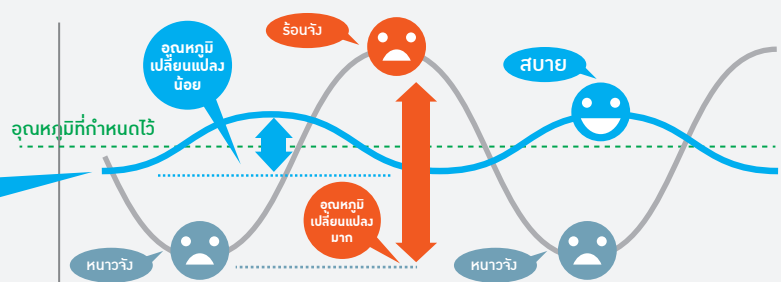 ร้อนจัง
อุณหภูมิ
เปลี่ยนแปลง
น้อย
สบาย
อุณหภูมิที่กำหนดไว้
อุณหภูมิ
เปลี่ยนแปลง
มาก
หนาวจัง
หนาวจัง